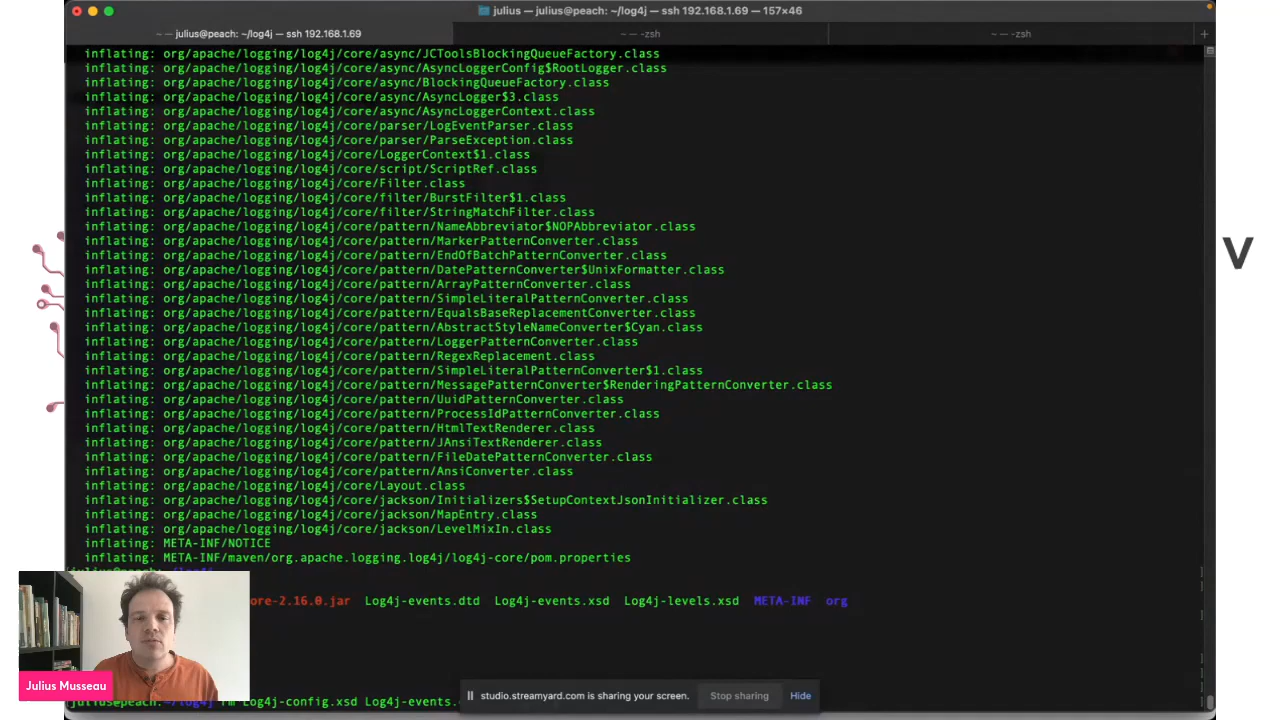 julius — julius@peach: ~/log4j — ssh 192.168.1.69 — 157×46
~ — julius@peach: ~/log4j — ssh 192.168.1.69
~ — -zsh
~ — -zsh
+
inflating: org/apache/logging/log4j/core/async/JCToolsBlockingQueueFactory.class
inflating: org/apache/logging/log4j/core/async/AsyncLoggerConfig$RootLogger.class
inflating: org/apache/logging/log4j/core/async/BlockingQueueFactory.class
inflating: org/apache/logging/log4j/core/async/AsyncLogger$3.class
inflating: org/apache/logging/log4j/core/async/AsyncLoggerContext.class
inflating: org/apache/logging/log4j/core/parser/LogEventParser.class
inflating: org/apache/logging/log4j/core/parser/ParseException.class
inflating: org/apache/logging/log4j/core/LoggerContext$1.class
inflating: org/apache/logging/log4j/core/script/ScriptRef.class
inflating: org/apache/logging/log4j/core/Filter.class
inflating: org/apache/logging/log4j/core/filter/BurstFilter$1.class
inflating: org/apache/logging/log4j/core/filter/StringMatchFilter.class
inflating: org/apache/logging/log4j/core/pattern/NameAbbreviator$NOPAbbreviator.class
inflating: org/apache/logging/log4j/core/pattern/MarkerPatternConverter.class
inflating: org/apache/logging/log4j/core/pattern/EndOfBatchPatternConverter.class
inflating: org/apache/logging/log4j/core/pattern/DatePatternConverter$UnixFormatter.class
inflating: org/apache/logging/log4j/core/pattern/ArrayPatternConverter.class
inflating: org/apache/logging/log4j/core/pattern/SimpleLiteralPatternConverter.class
inflating: org/apache/logging/log4j/core/pattern/EqualsBaseReplacementConverter.class
inflating: org/apache/logging/log4j/core/pattern/AbstractStyleNameConverter$Cyan.class
inflating: org/apache/logging/log4j/core/pattern/LoggerPatternConverter.class
inflating: org/apache/logging/log4j/core/pattern/RegexReplacement.class
inflating: org/apache/logging/log4j/core/pattern/SimpleLiteralPatternConverter$1.class
inflating: org/apache/logging/log4j/core/pattern/MessagePatternConverter$RenderingPatternConverter.class
inflating: org/apache/logging/log4j/core/pattern/UuidPatternConverter.class
inflating: org/apache/logging/log4j/core/pattern/ProcessIdPatternConverter.class
inflating: org/apache/logging/log4j/core/pattern/HtmlTextRenderer.class
inflating: org/apache/logging/log4j/core/pattern/JAnsiTextRenderer.class
inflating: org/apache/logging/log4j/core/pattern/FileDatePatternConverter.class
inflating: org/apache/logging/log4j/core/pattern/AnsiConverter.class
inflating: org/apache/logging/log4j/core/Layout.class
inflating: org/apache/logging/log4j/core/jackson/Initializers$SetupContextJsonInitializer.class
inflating: org/apache/logging/log4j/core/jackson/MapEntry.class
inflating: org/apache/logging/log4j/core/jackson/LevelMixIn.class
inflating: META-INF/NOTICE
inflating: META-INF/maven/org.apache.logging.log4j/log4j-core/pom.properties
ore-2.16.0.jar Log4j-events.dtd Log4j-events.xsd Log4j-levels.xsd META-INF org
Julius Musseau
studio.streamyard.com is sharing your screen.
Stop sharing
Hide
julius@peach:~/log4j rm Log4j-config.xsd Log4j-events.
V